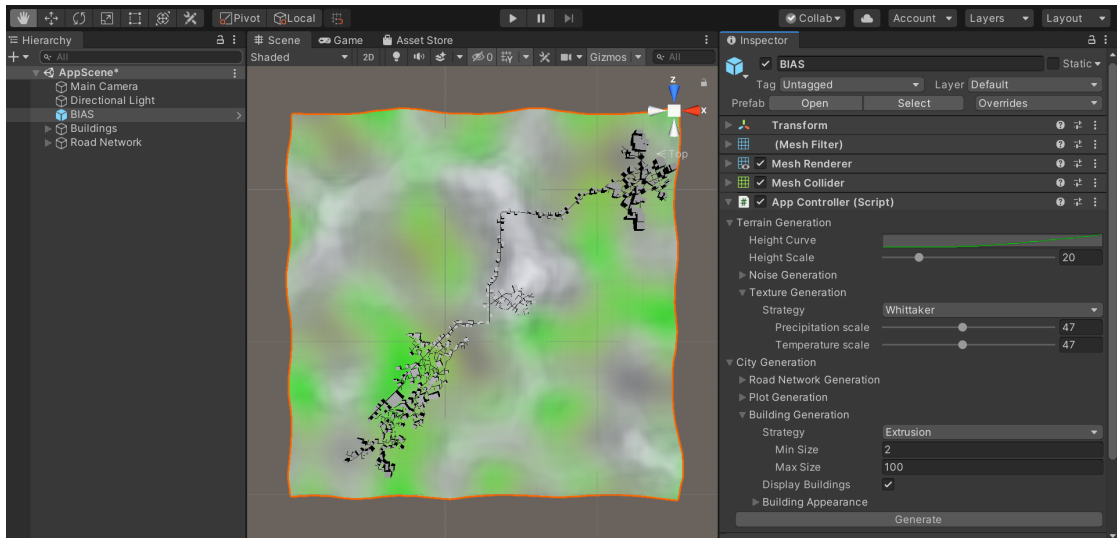 Pivot Local Collab Account Layers Layout
Hierarchy
All
AppScene*
Main Camera
Directional Light
BIAS
Buildings
Road Network
Scene Game Asset Store
Shaded 2D 0 Gizmos All
z
x
Top
Inspector
BIAS Static
Tag Untagged Layer Default
Prefab Open Select Overrides
Transform
(Mesh Filter)
Mesh Renderer
Mesh Collider
# App Controller (Script)
Terrain Generation
Height Curve
Height Scale 20
Noise Generation
Texture Generation
Strategy Whittaker
Precipitation scale 47
Temperature scale 47
City Generation
Road Network Generation
Plot Generation
Building Generation
Strategy Extrusion
Min Size 2
Max Size 100
Display Buildings
Building Appearance
Generate